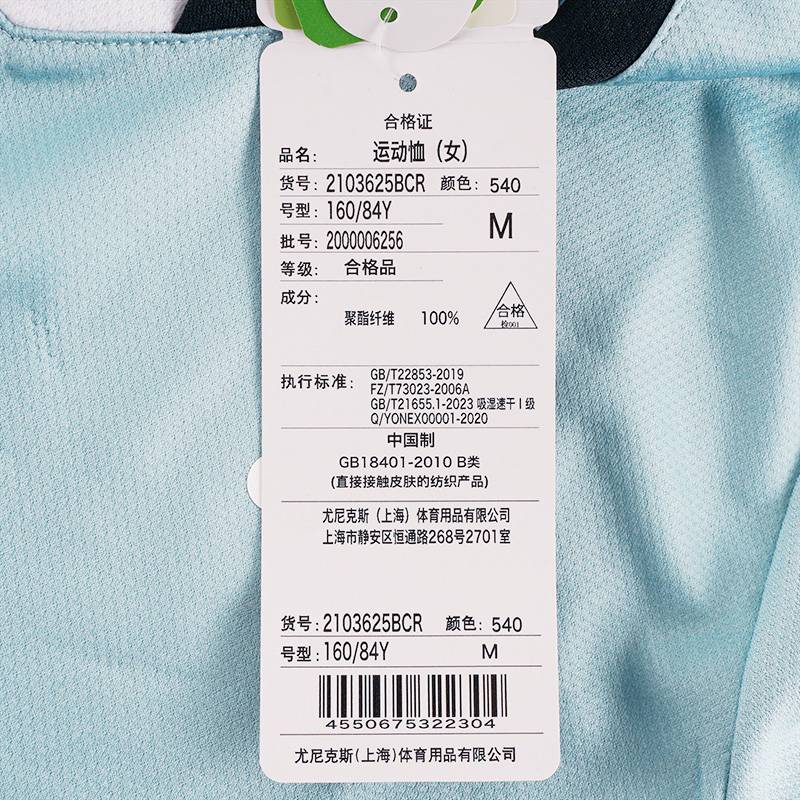 合格证
品名: 运动恤（女）
货号: 2103625BCR 颜色: 540
号型: 160/84Y M
批号: 2000006256
等级: 合格品
成分:
聚酯纤维 100%
合格
检001
执行标准: GB/T22853-2019
FZ/T73023-2006A
GB/T21655.1-2023 吸湿速干Ⅰ级
Q/YONEX00001-2020
中国制
GB18401-2010 B类
(直接接触皮肤的纺织产品)
尤尼克斯（上海）体育用品有限公司
上海市静安区恒通路268号2701室
货号: 2103625BCR 颜色: 540
号型: 160/84Y M
4550675322304
尤尼克斯(上海)体育用品有限公司